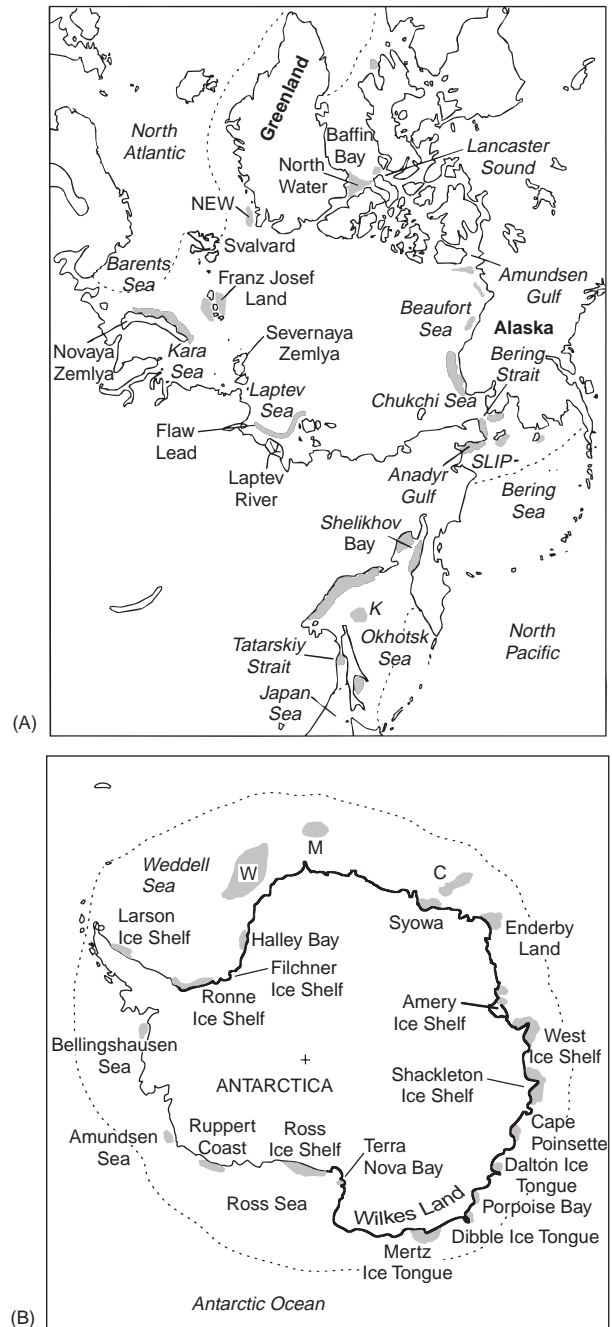 Greenland
North
Atlantic
Baffin
Bay
North
Water
Lancaster
Sound
NEW
Svalvard
Barents
Sea
Franz Josef
Land
Amundsen
Gulf
Beaufort
Sea
Alaska
Novaya
Zemlya
Kara
Sea
Severnaya
Zemlya
Bering
Strait
Laptev
Sea
Chukchi Sea
Flaw
Lead
Laptev
River
Anadyr
Gulf
SLIP
Bering
Sea
Shelikhov
Bay
K
Okhotsk
Sea
North
Pacific
Tatarskiy
Strait
Japan
Sea
(A)
M
W
Weddell
Sea
C
Larson
Ice Shelf
Syowa
Enderby
Land
Halley Bay
Filchner
Ice Shelf
Ronne
Ice Shelf
Amery
Ice Shelf
West
Ice Shelf
Bellingshausen
Sea
ANTARCTICA
Shackleton
Ice Shelf
Amundsen
Sea
Ruppert
Coast
Ross
Ice Shelf
Terra
Nova Bay
Cape
Poinsette
Dalton Ice
Tongue
Porpoise Bay
Ross Sea
Wilkes Land
Dibble Ice Tongue
Mertz
Ice Tongue
Antarctic Ocean
(B)